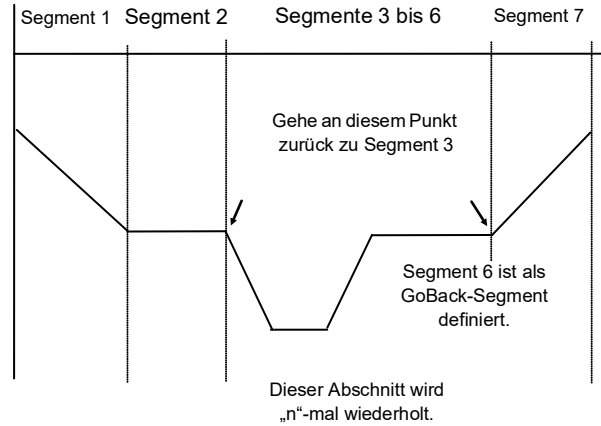 Segment 1 Segment 2 Segmente 3 bis 6 Segment 7
Gehe an diesem Punkt
zurück zu Segment 3
Segment 6 ist als
GoBack-Segment
definiert.
Dieser Abschnitt wird
„n“-mal wiederholt.